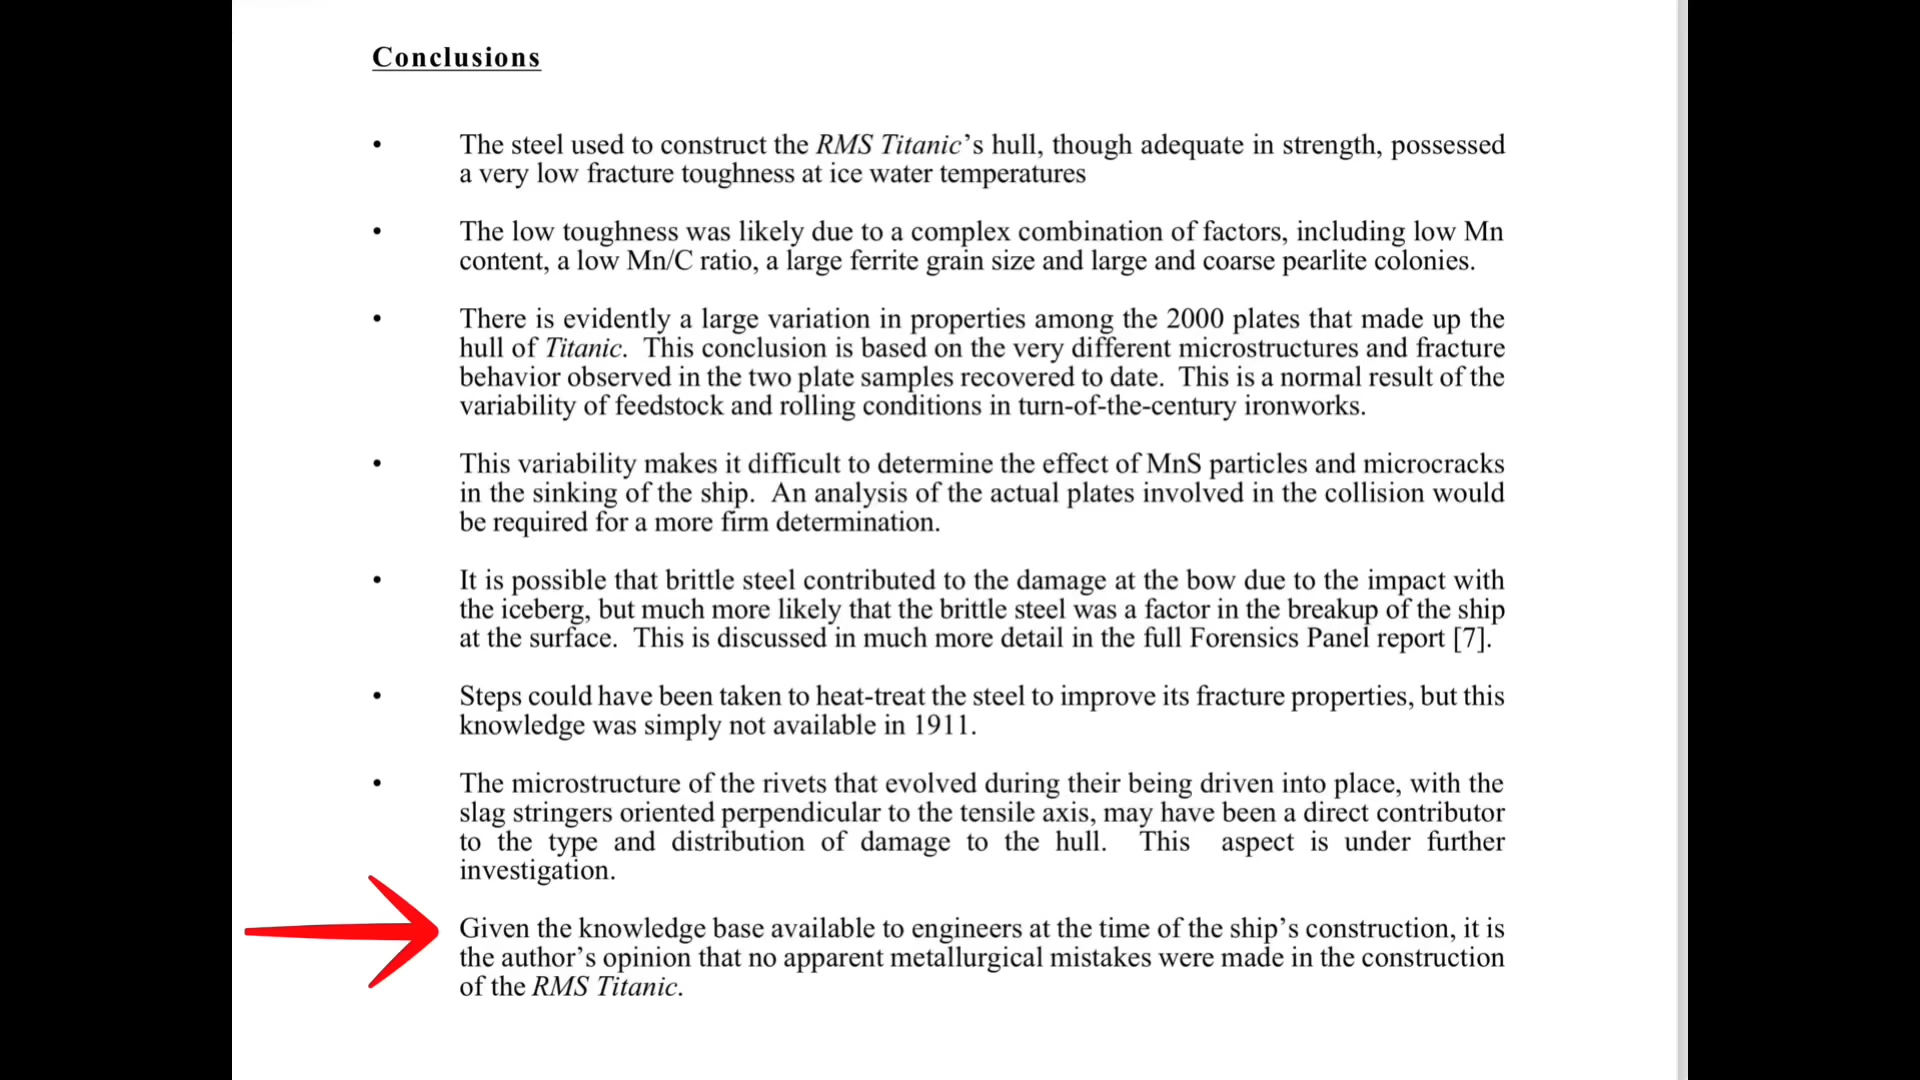 Conclusions
• The steel used to construct the RMS Titanic's hull, though adequate in strength, possessed
a very low fracture toughness at ice water temperatures
• The low toughness was likely due to a complex combination of factors, including low Mn
content, a low Mn/C ratio, a large ferrite grain size and large and coarse pearlite colonies.
• There is evidently a large variation in properties among the 2000 plates that made up the
hull of Titanic. This conclusion is based on the very different microstructures and fracture
behavior observed in the two plate samples recovered to date. This is a normal result of the
variability of feedstock and rolling conditions in turn-of-the-century ironworks.
• This variability makes it difficult to determine the effect of MnS particles and microcracks
in the sinking of the ship. An analysis of the actual plates involved in the collision would
be required for a more firm determination.
• It is possible that brittle steel contributed to the damage at the bow due to the impact with
the iceberg, but much more likely that the brittle steel was a factor in the breakup of the ship
at the surface. This is discussed in much more detail in the full Forensics Panel report [7].
• Steps could have been taken to heat-treat the steel to improve its fracture properties, but this
knowledge was simply not available in 1911.
• The microstructure of the rivets that evolved during their being driven into place, with the
slag stringers oriented perpendicular to the tensile axis, may have been a direct contributor
to the type and distribution of damage to the hull. This aspect is under further
investigation.
Given the knowledge base available to engineers at the time of the ship's construction, it is
the author's opinion that no apparent metallurgical mistakes were made in the construction
of the RMS Titanic.